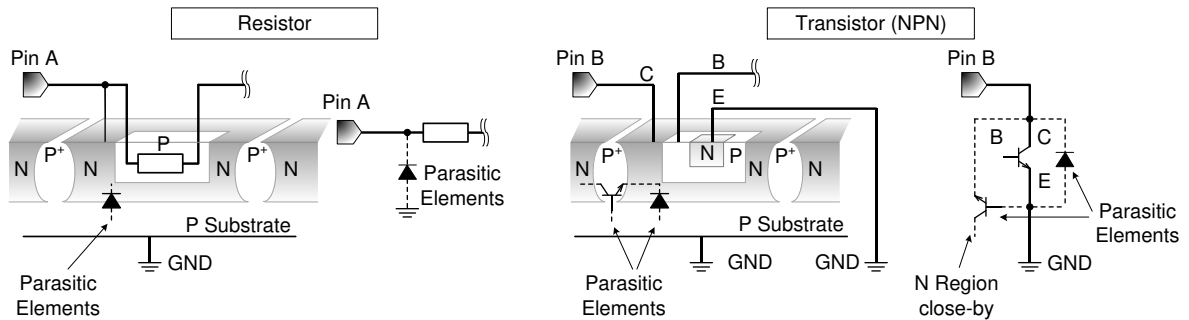 Resistor
Transistor (NPN)
Pin A
Pin A
N
P+
N
P
P+
N
N
Parasitic
Elements
P Substrate
GND
Parasitic
Elements
Pin B
C
B
E
N
P+
N
N
P
P+
N
N
P Substrate
GND
GND
Parasitic
Elements
Pin B
B
C
E
Parasitic
Elements
GND
N Region
close-by